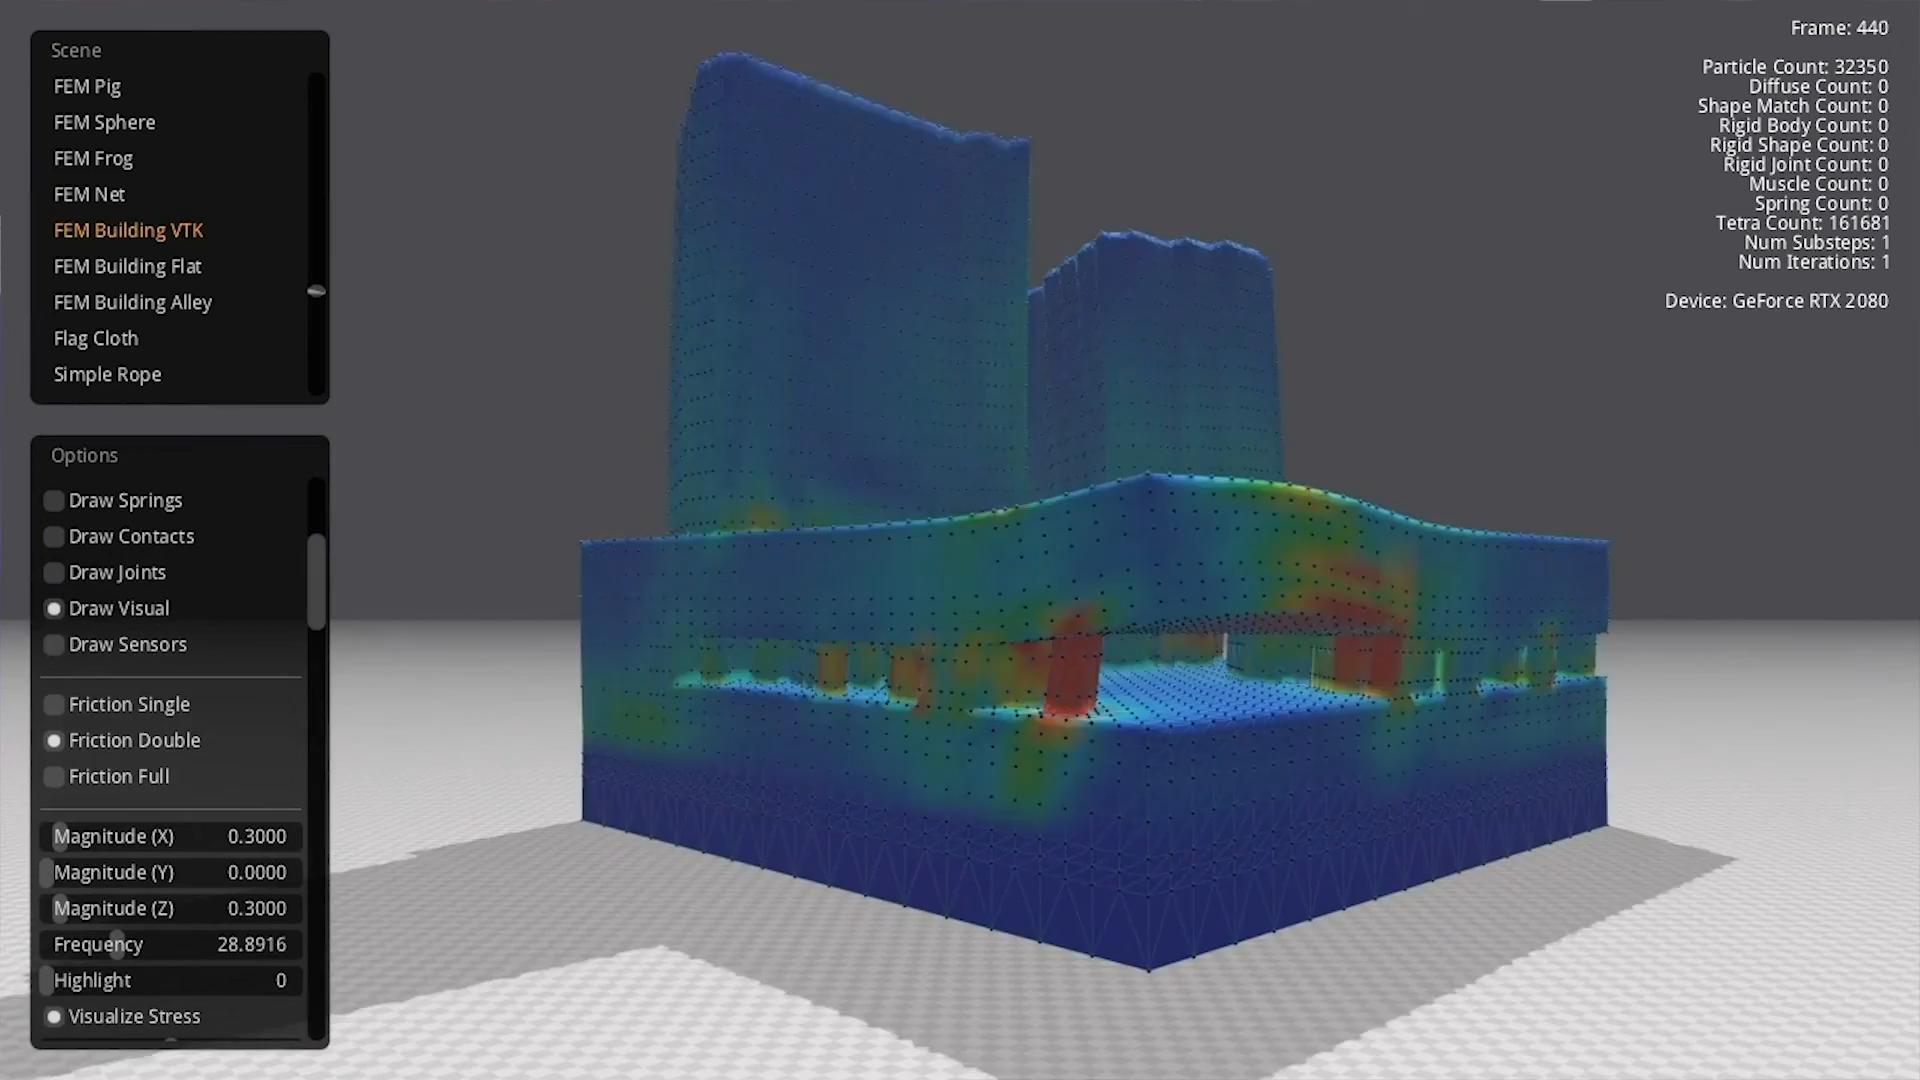 Scene
FEM Pig
FEM Sphere
FEM Frog
FEM Net
FEM Building VTK
FEM Building Flat
FEM Building Alley
Flag Cloth
Simple Rope
Options
Draw Springs
Draw Contacts
Draw Joints
Draw Visual
Draw Sensors
Friction Single
Friction Double
Friction Full
Magnitude (X) 0.3000
Magnitude (Y) 0.0000
Magnitude (Z) 0.3000
Frequency 28.8916
Highlight 0
Visualize Stress
Frame: 440
Particle Count: 32350
Diffuse Count: 0
Shape Match Count: 0
Rigid Body Count: 0
Rigid Shape Count: 0
Rigid Joint Count: 0
Muscle Count: 0
Spring Count: 0
Tetra Count: 161681
Num Substeps: 1
Num Iterations: 1
Device: GeForce RTX 2080